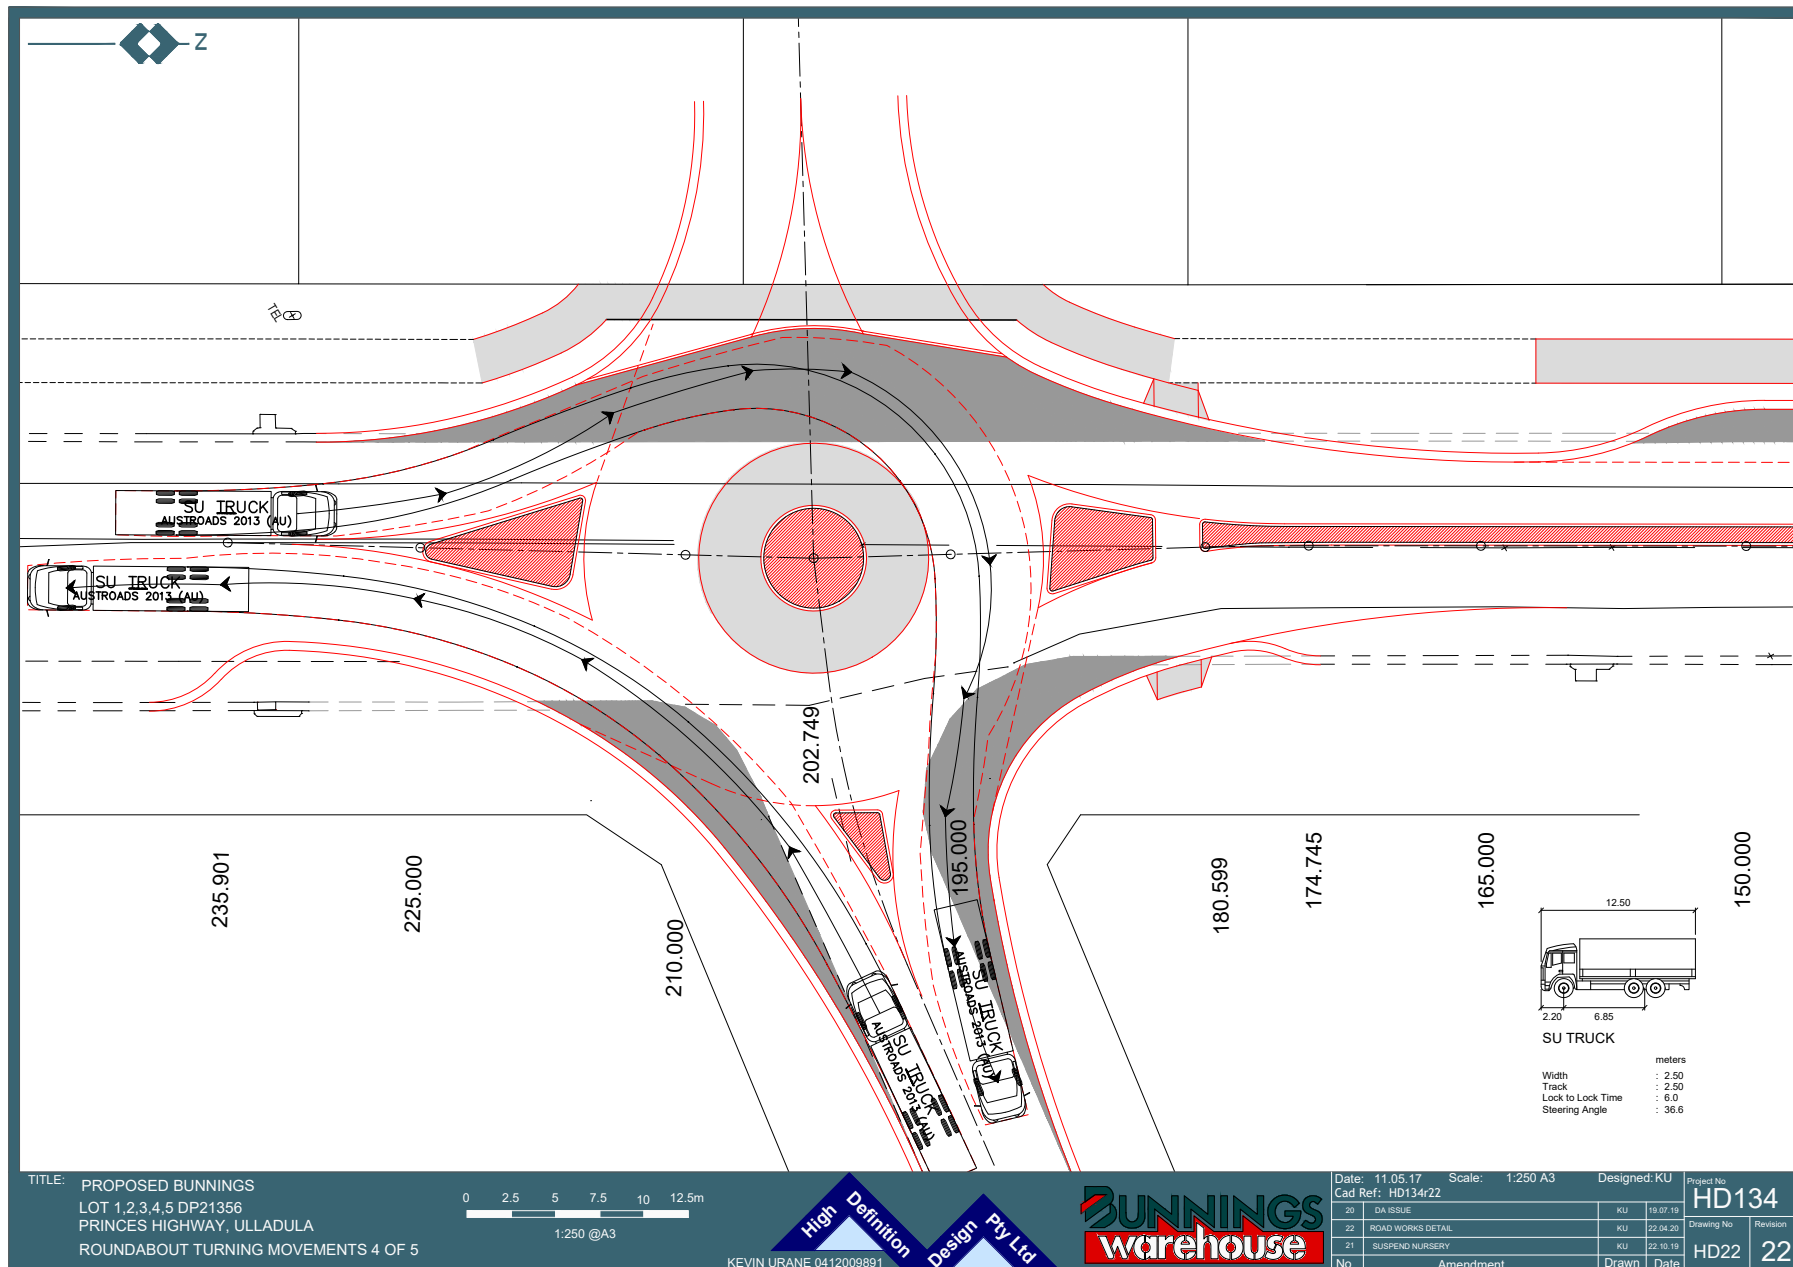 Z
TEL
SU TRUCK
AUSTROADS 2013 (AU)
SU TRUCK
AUSTROADS 2013 (AU)
202.749
195.000
235.901
225.000
210.000
180.599
174.745
165.000
150.000
SU TRUCK
AUSTROADS 2013 (AU)
SU TRUCK
AUSTROADS 2013 (AU)
12.50
2.20 6.85
SU TRUCK
meters
Width : 2.50
Track : 2.50
Lock to Lock Time : 6.0
Steering Angle : 36.6
TITLE: PROPOSED BUNNINGS
LOT 1,2,3,4,5 DP21356
PRINCES HIGHWAY, ULLADULA
ROUNDABOUT TURNING MOVEMENTS 4 OF 5
0 2.5 5 7.5 10 12.5m
1:250 @A3
High Definition Design Pty Ltd
KEVIN URANE 0412009891
BUNNINGS
warehouse
Date: 11.05.17 Scale: 1:250 A3 Designed: KU
Cad Ref: HD134r22
20 DA ISSUE KU 19.07.19
22 ROAD WORKS DETAIL KU 22.04.20
21 SUSPEND NURSERY KU 22.10.19
No. Amendment Drawn Date
Project No
HD134
Drawing No Revision
HD22 22